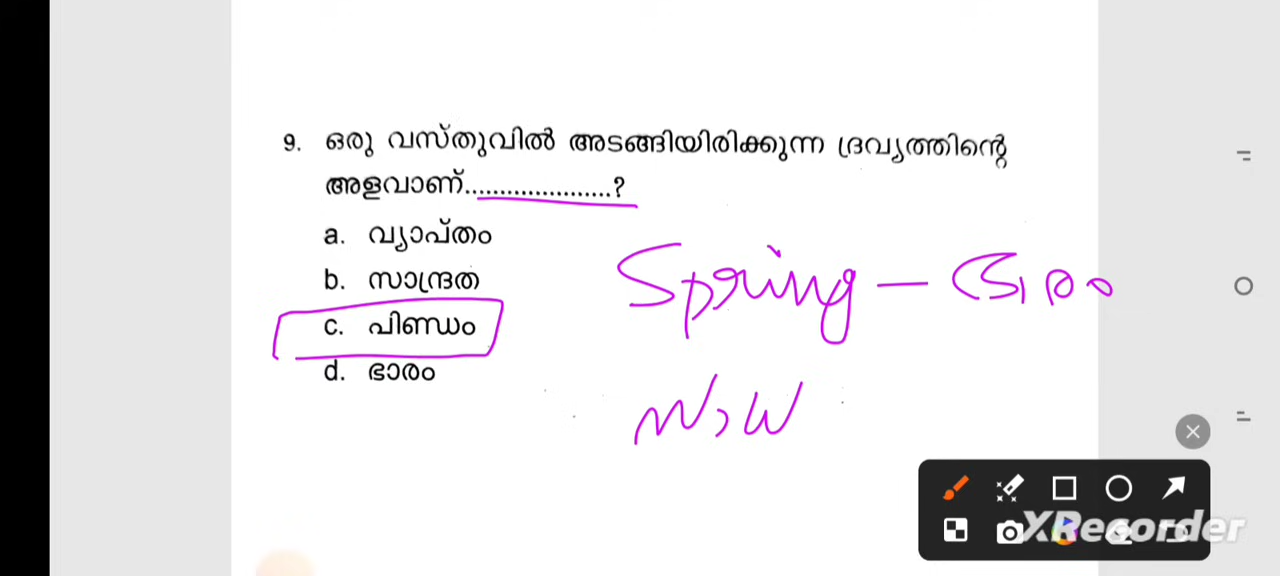 9. ഒരു വസ്തുവിൽ അടങ്ങിയിരിക്കുന്ന ദ്രവ്യത്തിന്റെ
അളവാണ്.....................?
a. വ്യാപ്തം
b. സാന്ദ്രത
c. പിണ്ഡം
d. ഭാരം
Spring - ഭാരം
സാധ
XRecorder